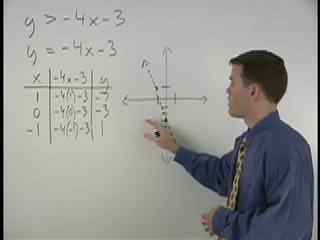 y > -4x-3
y = -4x-3
x | -4x-3 | y
1 | -4(1)-3 | -7
0 | -4(0)-3 | -3
-1 | -4(-1)-3 | 1